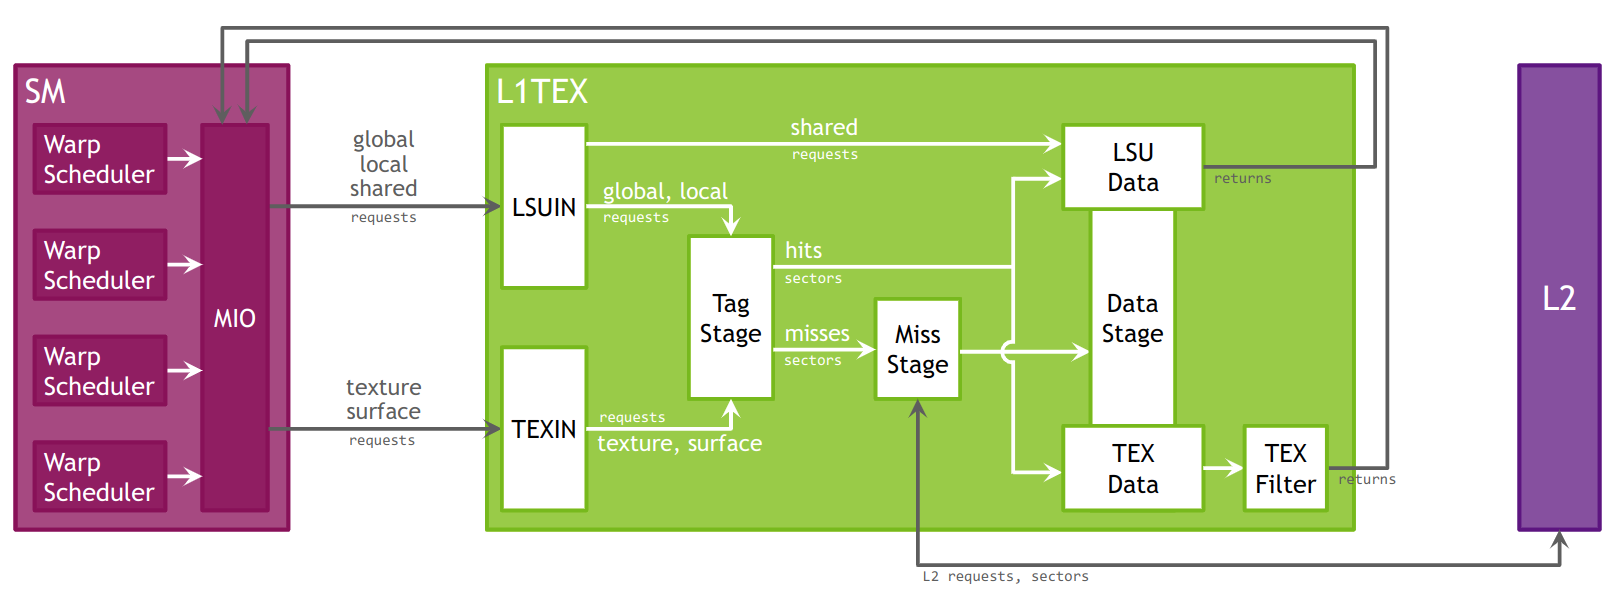 SM
Warp
Scheduler
Warp
Scheduler
Warp
Scheduler
Warp
Scheduler
MIO
global
local
shared
requests
texture
surface
requests
L1TEX
LSUIN
TEXIN
shared
requests
global, local
requests
requests
texture, surface
Tag
Stage
hits
sectors
misses
sectors
Miss
Stage
LSU
Data
Data
Stage
TEX
Data
TEX
Filter
returns
returns
L2 requests, sectors
L2